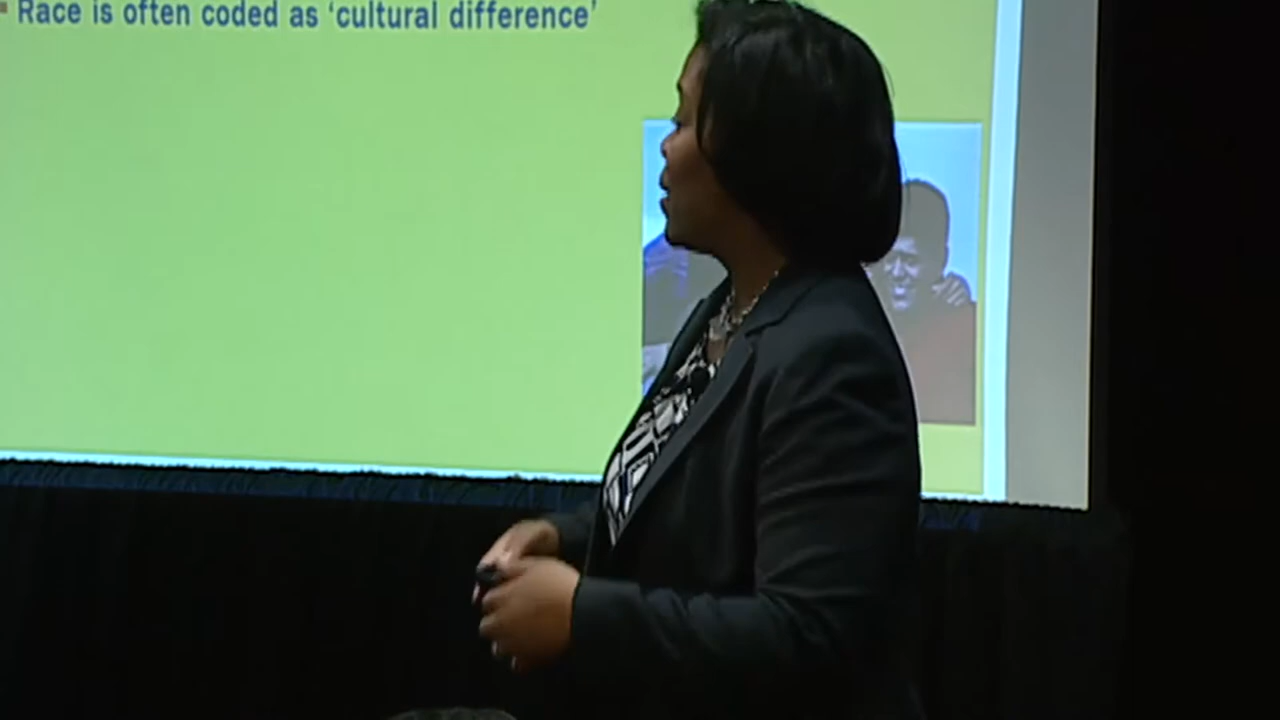 Race is often coded as ‘cultural difference’